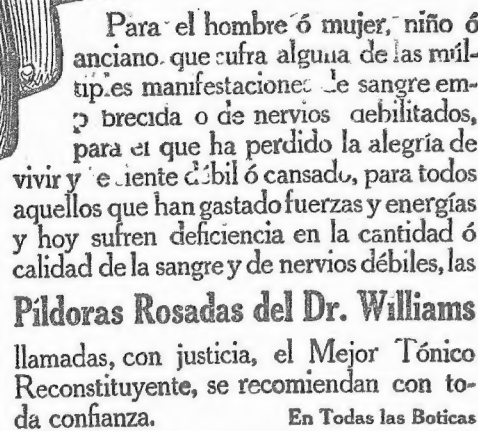 Para el hombre ó mujer, niño ó
anciano, que sufra alguna de las múl-
tiples manifestaciones de sangre em-
pobrecida o de nervios debilitados,
para el que ha perdido la alegría de
vivir y se siente débil ó cansado, para todos
aquellos que han gastado fuerzas y energías
y hoy sufren deficiencia en la cantidad ó
calidad de la sangre y de nervios débiles, las
Píldoras Rosadas del Dr. Williams
llamadas, con justicia, el Mejor Tónico
Reconstituyente, se recomiendan con to-
da confianza. En Todas las Boticas